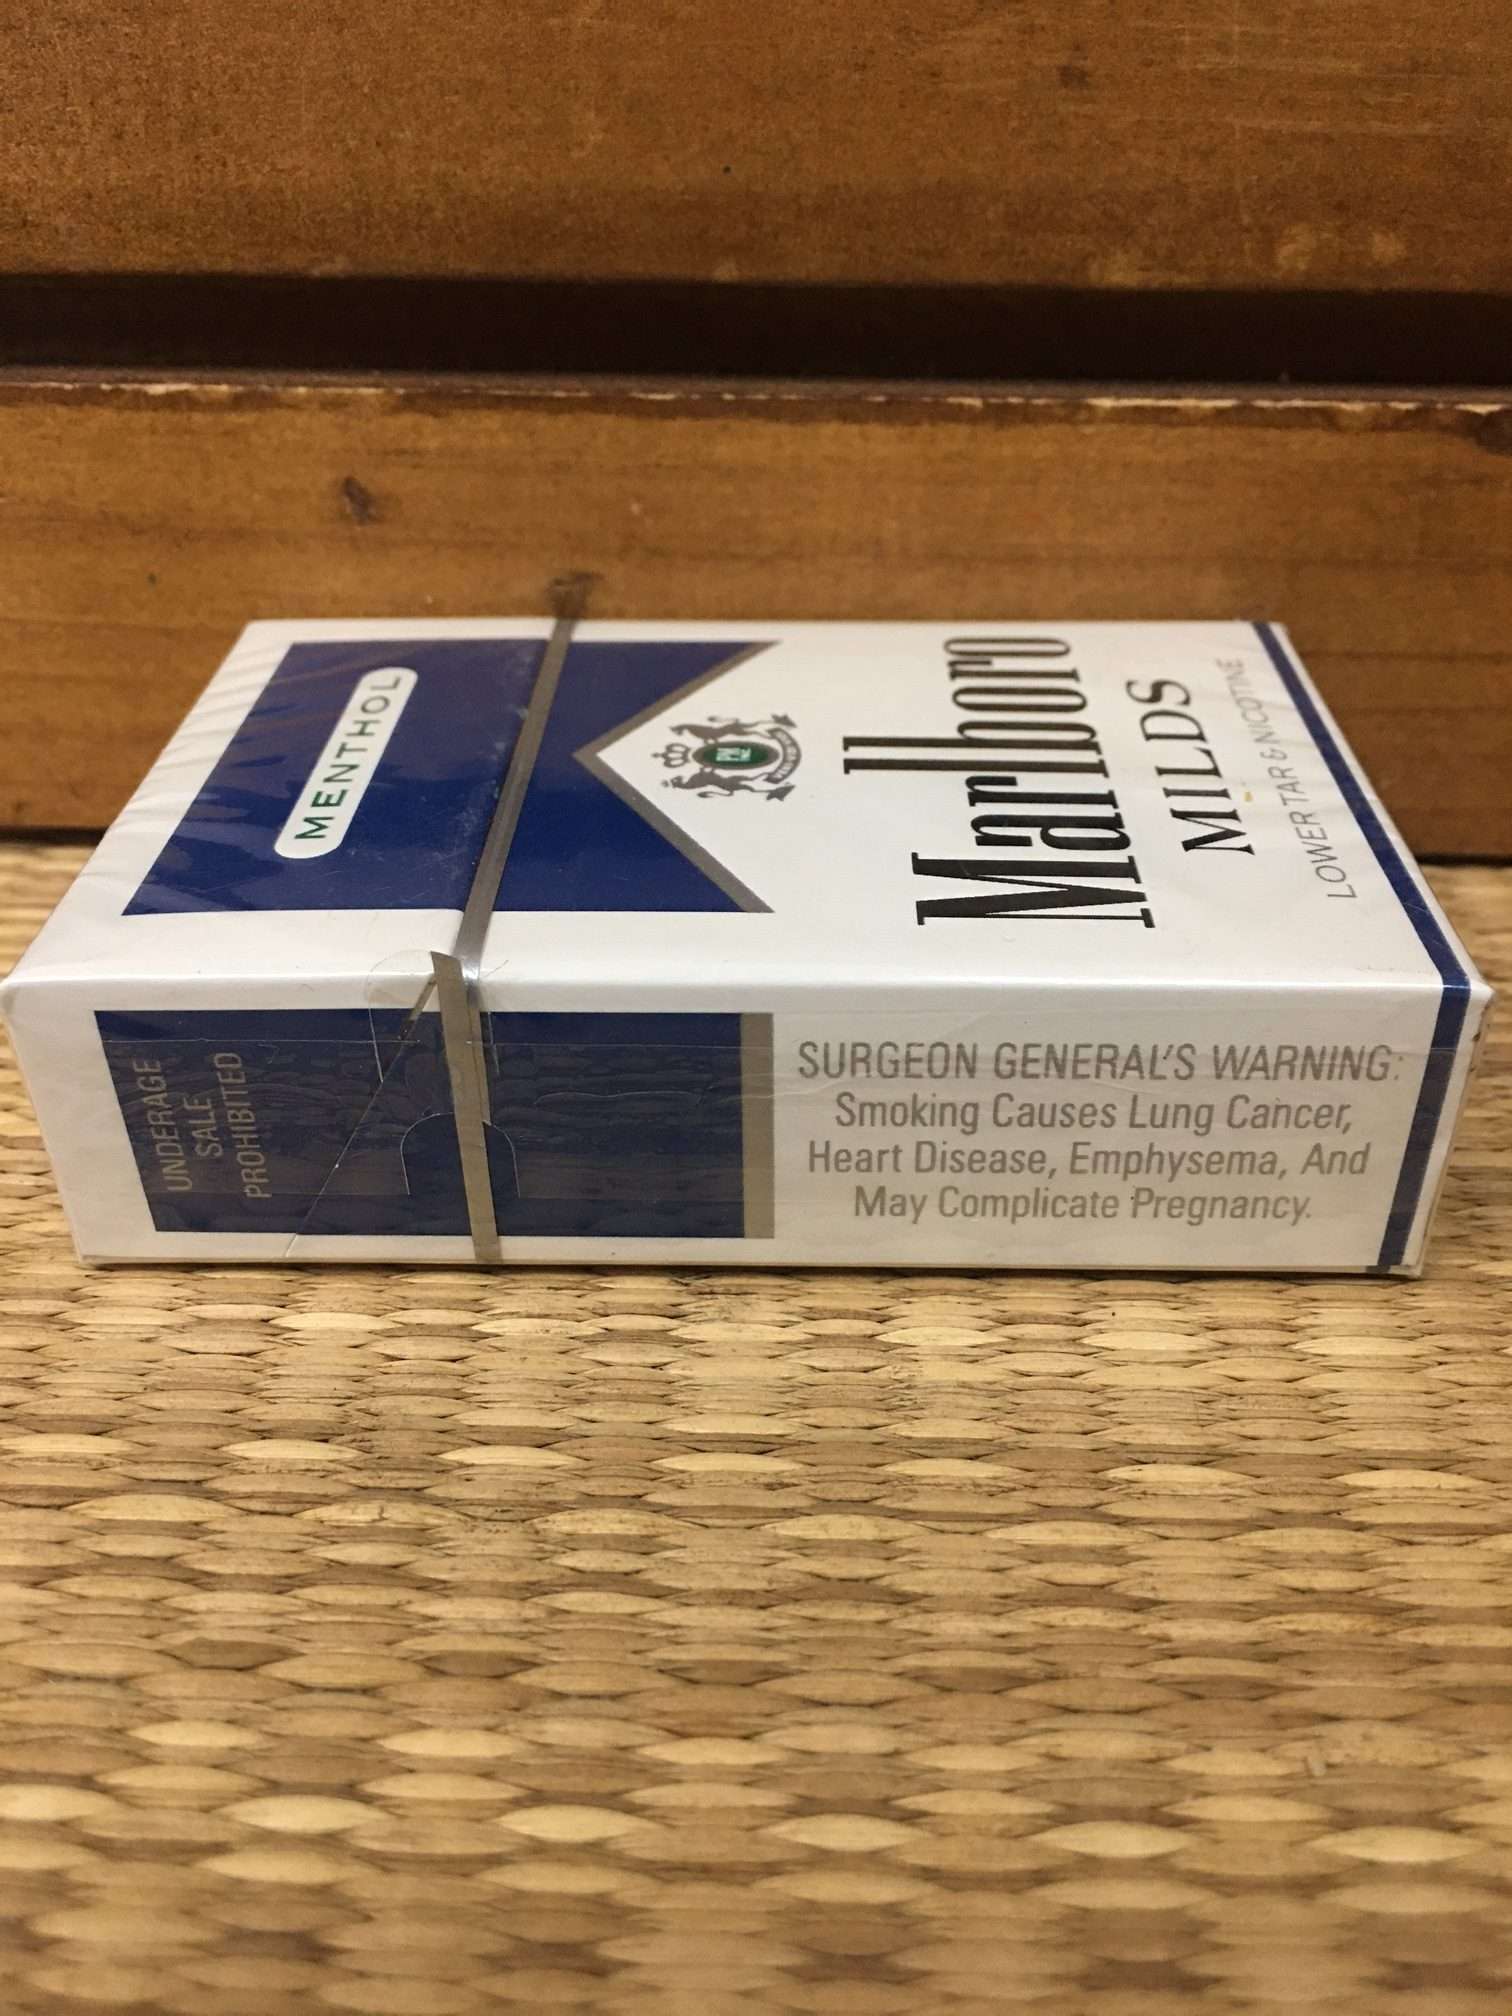 MENTHOL
Marlboro
MILDS
LOWER TAR & NICOTINE
UNDERAGE
SALE
PROHIBITED
SURGEON GENERAL'S WARNING:
Smoking Causes Lung Cancer,
Heart Disease, Emphysema, And
May Complicate Pregnancy.